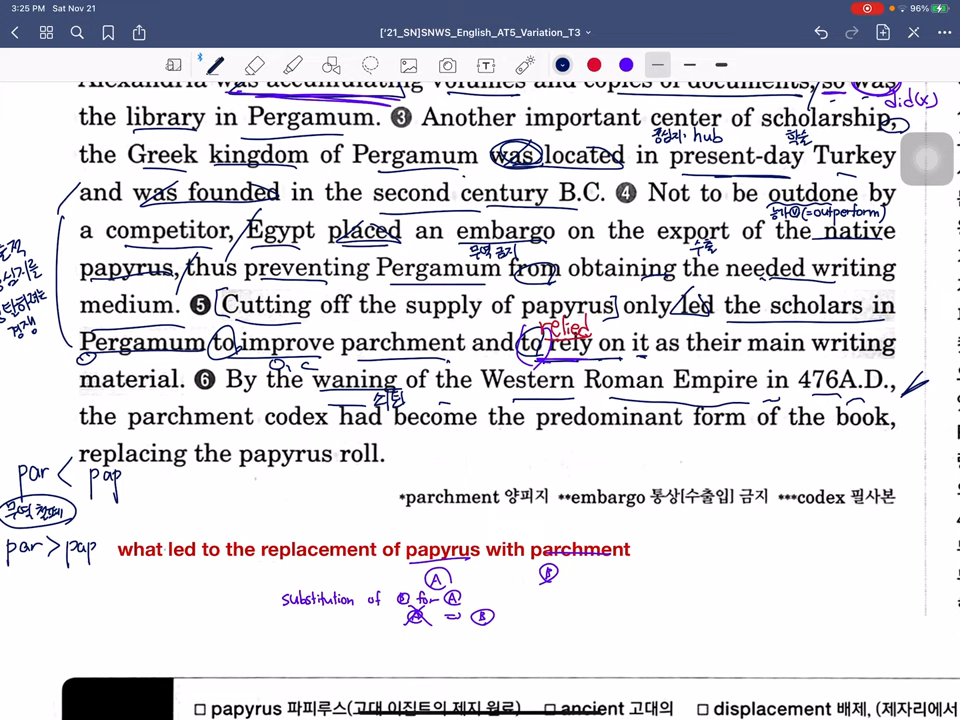 3:25 PM Sat Nov 21
96%
['21_SN]SNWS_English_AT5_Variation_T3
Alexandria was accumulating volumes and copies of documents, so was
did(x)
the library in Pergamum. ❸ Another important center of scholarship,
중심지, hub 학술
the Greek kingdom of Pergamum was located in present-day Turkey
and was founded in the second century B.C. ❹ Not to be outdone by
능가 (=outperform)
a competitor, Egypt placed an embargo on the export of the native
무역 금지 수출
papyrus, thus preventing Pergamum from obtaining the needed writing
medium. ❺ [Cutting off the supply of papyrus] only led the scholars in
relied
Pergamum to improve parchment and to rely on it as their main writing
material. ❻ By the waning of the Western Roman Empire in 476A.D.,
쇠퇴
the parchment codex had become the predominant form of the book,
replacing the papyrus roll.
par < pap
*parchment 양피지 **embargo 통상[수출입] 금지 ***codex 필사본
par > pap
what led to the replacement of papyrus with parchment
A B
substitution of B for A
A ⇒ B
□ papyrus 파피루스(고대 이집트의 제지 원료) □ ancient 고대의 □ displacement 배제, (제자리에서